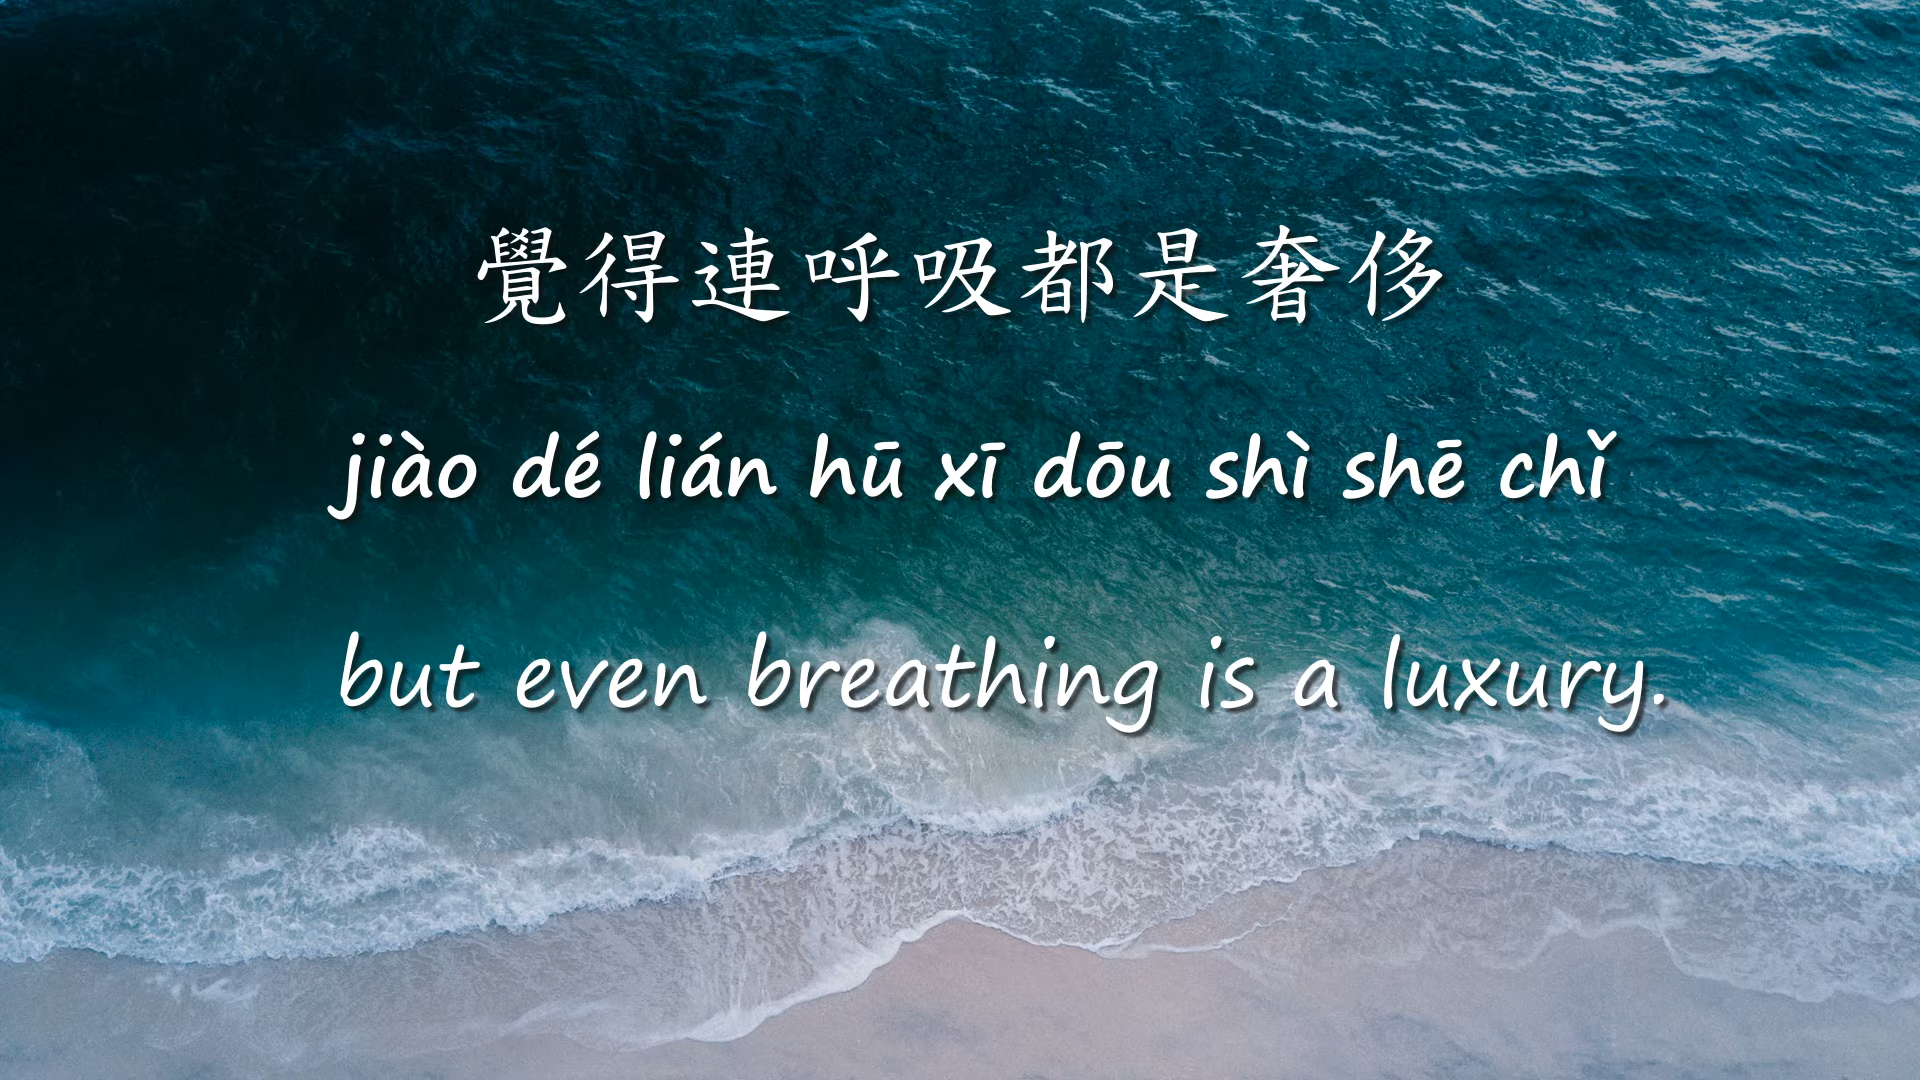 覺得連呼吸都是奢侈
jiào dé lián hū xī dōu shì shē chǐ
but even breathing is a luxury.